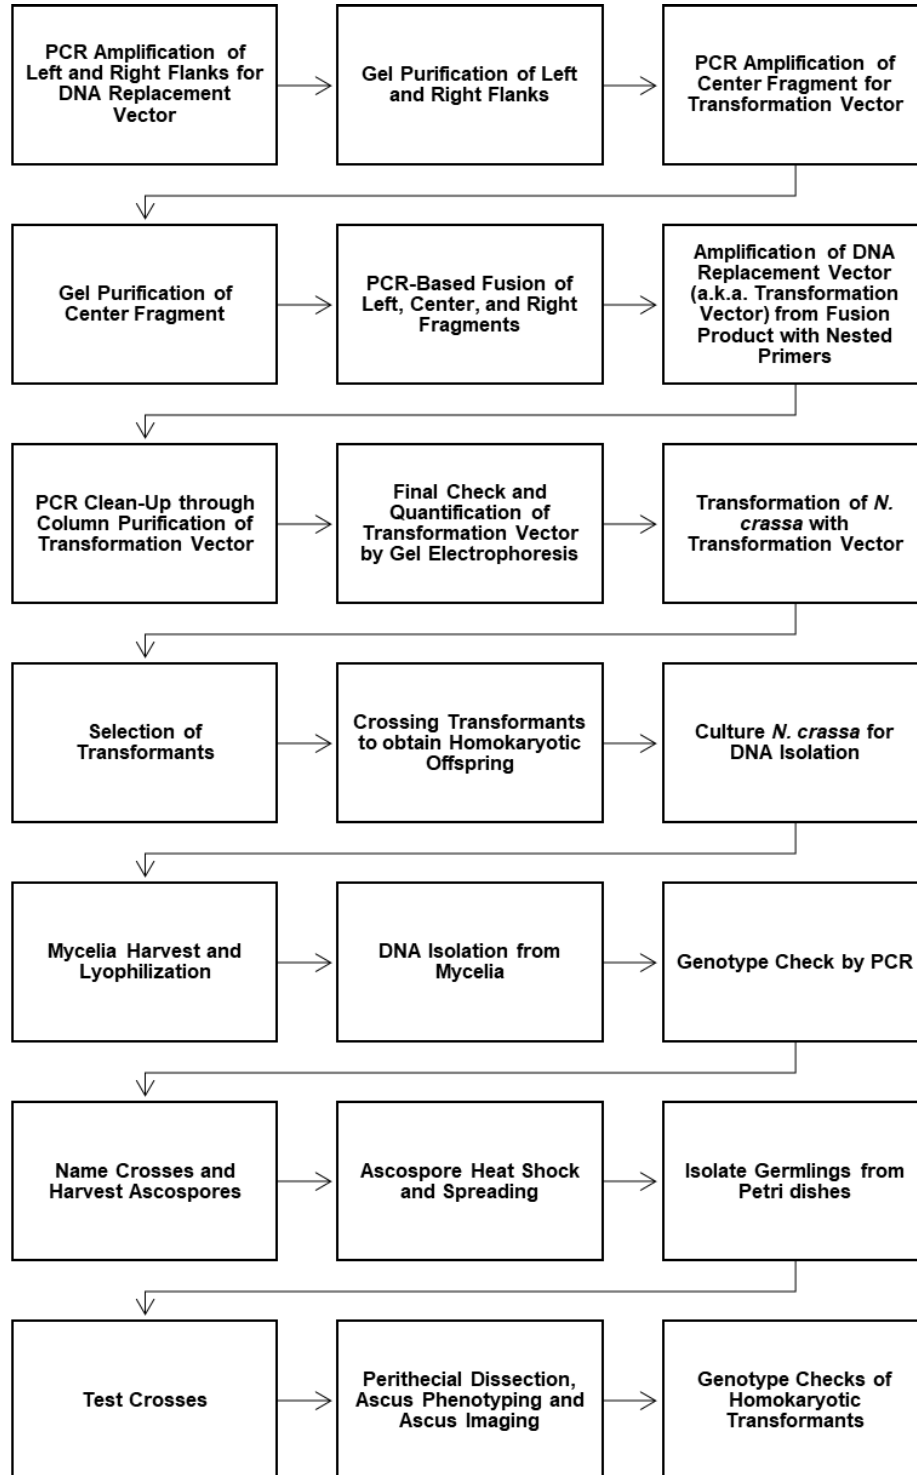 PCR Amplification of
Left and Right Flanks for
DNA Replacement
Vector
Gel Purification of Left
and Right Flanks
PCR Amplification of
Center Fragment for
Transformation Vector
Gel Purification of
Center Fragment
PCR-Based Fusion of
Left, Center, and Right
Fragments
Amplification of DNA
Replacement Vector
(a.k.a. Transformation
Vector) from Fusion
Product with Nested
Primers
PCR Clean-Up through
Column Purification of
Transformation Vector
Final Check and
Quantification of
Transformation Vector
by Gel Electrophoresis
Transformation of N.
crassa with
Transformation Vector
Selection of
Transformants
Crossing Transformants
to obtain Homokaryotic
Offspring
Culture N. crassa for
DNA Isolation
Mycelia Harvest and
Lyophilization
DNA Isolation from
Mycelia
Genotype Check by PCR
Name Crosses and
Harvest Ascospores
Ascospore Heat Shock
and Spreading
Isolate Germlings from
Petri dishes
Test Crosses
Perithecial Dissection,
Ascus Phenotyping and
Ascus Imaging
Genotype Checks of
Homokaryotic
Transformants